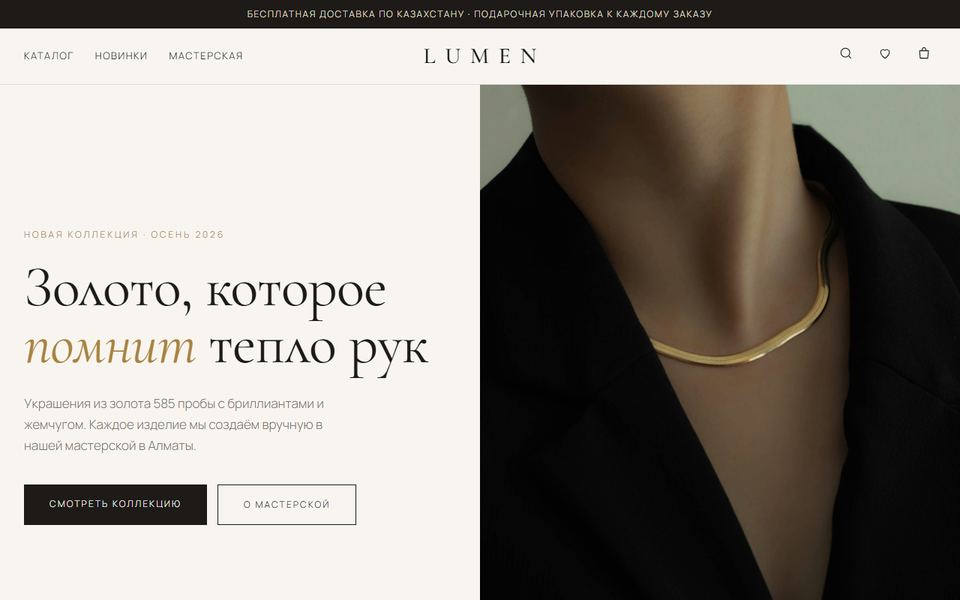 БЕСПЛАТНАЯ ДОСТАВКА ПО КАЗАХСТАНУ · ПОДАРОЧНАЯ УПАКОВКА К КАЖДОМУ ЗАКАЗУ
КАТАЛОГ НОВИНКИ МАСТЕРСКАЯ LUMEN
НОВАЯ КОЛЛЕКЦИЯ · ОСЕНЬ 2026
Золото, которое
помнит тепло рук
Украшения из золота 585 пробы с бриллиантами и
жемчугом. Каждое изделие мы создаём вручную в
нашей мастерской в Алматы.
СМОТРЕТЬ КОЛЛЕКЦИЮ О МАСТЕРСКОЙ